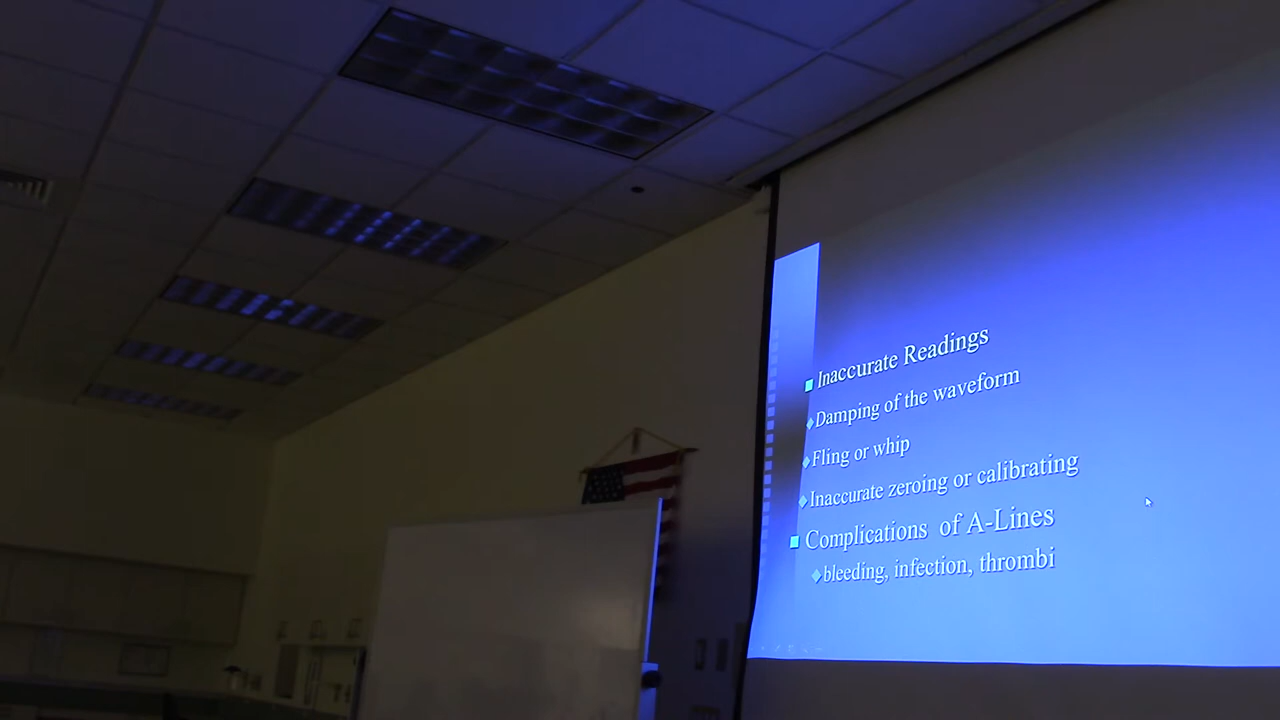 Inaccurate Readings
Damping of the waveform
Fling or whip
Inaccurate zeroing or calibrating
Complications of A-Lines
bleeding, infection, thrombi